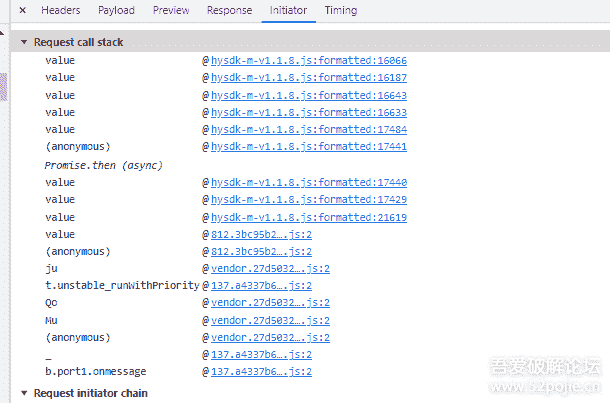 × Headers Payload Preview Response Initiator Timing
▼ Request call stack
value @ hysdk-m-v1.1.8.js:formatted:16066
value @ hysdk-m-v1.1.8.js:formatted:16187
value @ hysdk-m-v1.1.8.js:formatted:16643
value @ hysdk-m-v1.1.8.js:formatted:16633
value @ hysdk-m-v1.1.8.js:formatted:17484
(anonymous) @ hysdk-m-v1.1.8.js:formatted:17441
Promise.then (async)
value @ hysdk-m-v1.1.8.js:formatted:17440
value @ hysdk-m-v1.1.8.js:formatted:17429
value @ hysdk-m-v1.1.8.js:formatted:21619
value @ 812.3bc95b2….js:2
(anonymous) @ 812.3bc95b2….js:2
ju @ vendor.27d5032….js:2
t.unstable_runWithPriority @ 137.a4337b6….js:2
Qo @ vendor.27d5032….js:2
Mu @ vendor.27d5032….js:2
(anonymous) @ vendor.27d5032….js:2
_ @ 137.a4337b6….js:2
b.port1.onmessage @ 137.a4337b6….js:2
▼ Request initiator chain
吾爱破解论坛
www.52pojie.cn